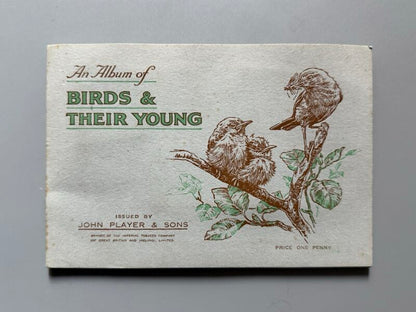 An Album of
BIRDS &
THEIR YOUNG
ISSUED BY
JOHN PLAYER & SONS
BRANCH OF THE IMPERIAL TOBACCO COMPANY
(OF GREAT BRITAIN AND IRELAND), LIMITED
PRICE ONE PENNY